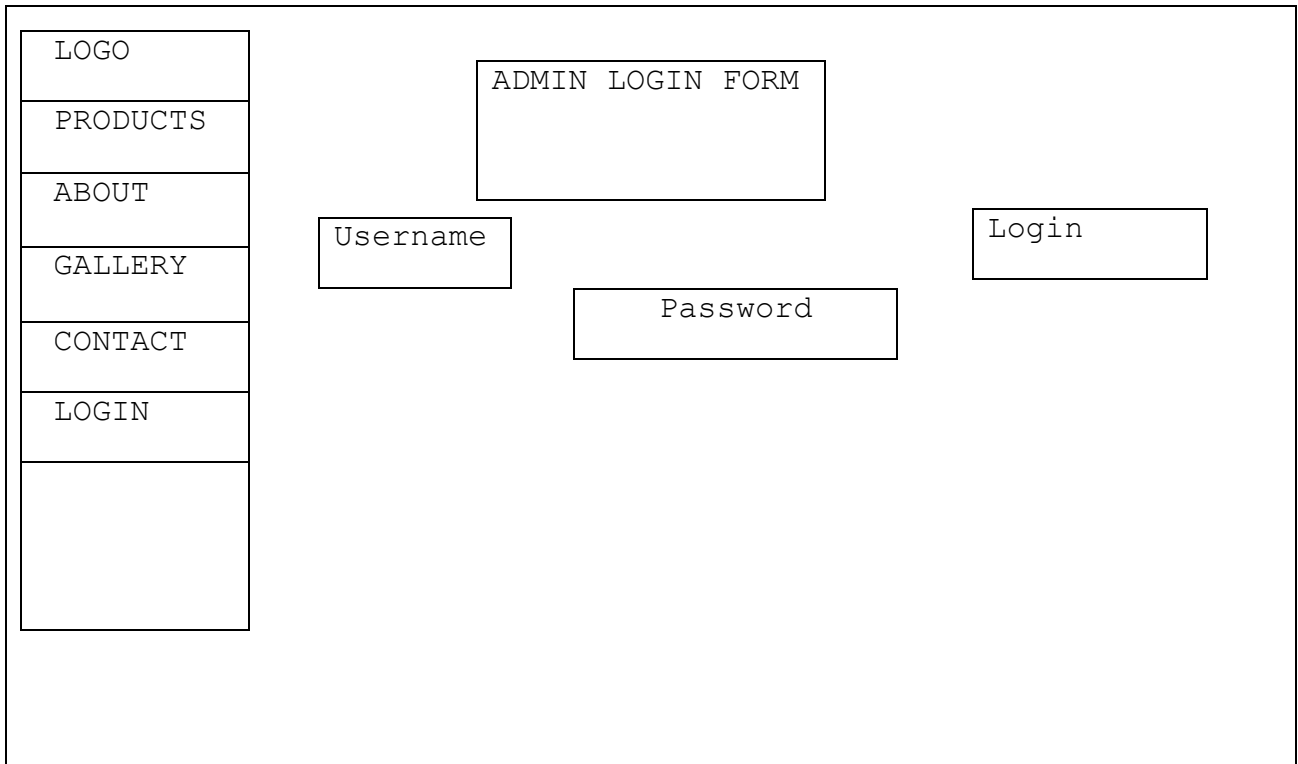 LOGO
PRODUCTS
ABOUT
GALLERY
CONTACT
LOGIN
ADMIN LOGIN FORM
Username
Password
Login